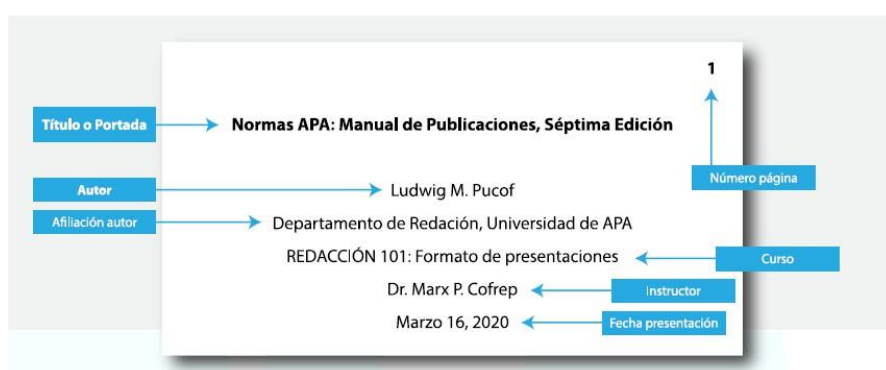 1
Título o Portada
Normas APA: Manual de Publicaciones, Séptima Edición
Número página
Autor
Ludwig M. Pucof
Afiliación autor
Departamento de Redación, Universidad de APA
REDACCIÓN 101: Formato de presentaciones
Curso
Dr. Marx P. Cofrep
Instructor
Marzo 16, 2020
Fecha presentación